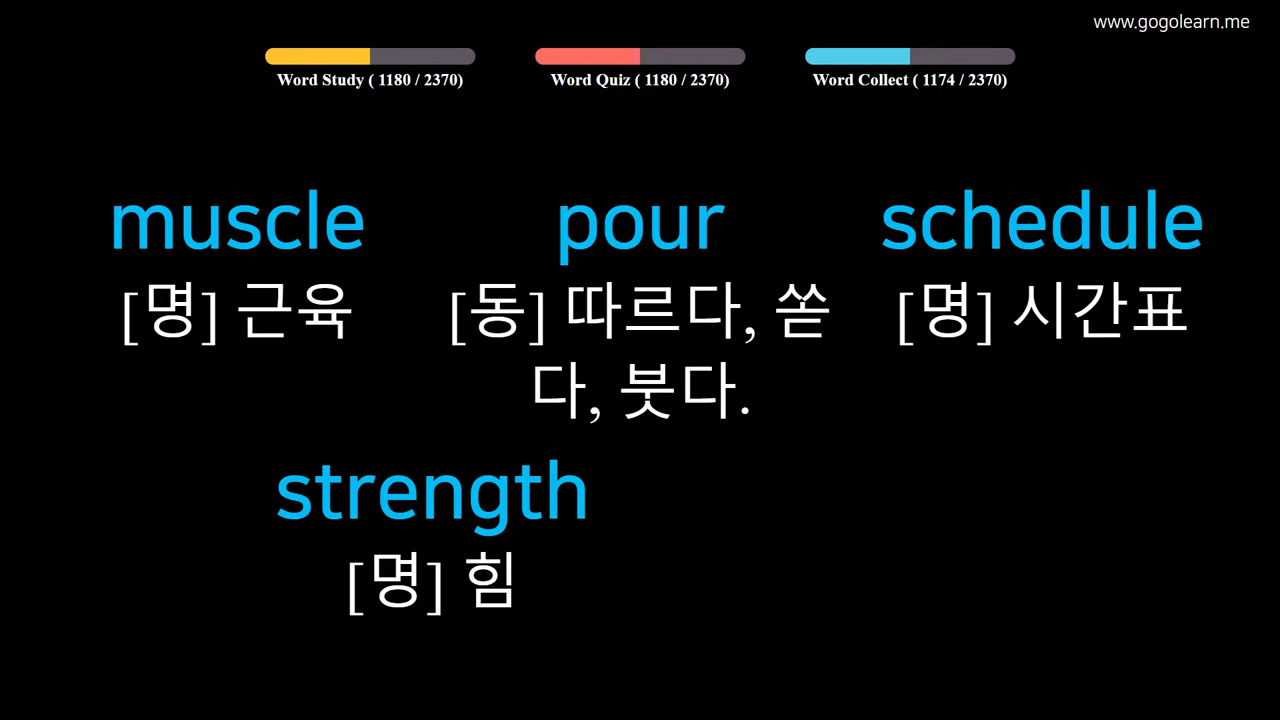 www.gogolearn.me
Word Study ( 1180 / 2370) Word Quiz ( 1180 / 2370) Word Collect ( 1174 / 2370)
muscle pour schedule
[명] 근육 [동] 따르다, 쏟 [명] 시간표
다, 붓다.
strength
[명] 힘